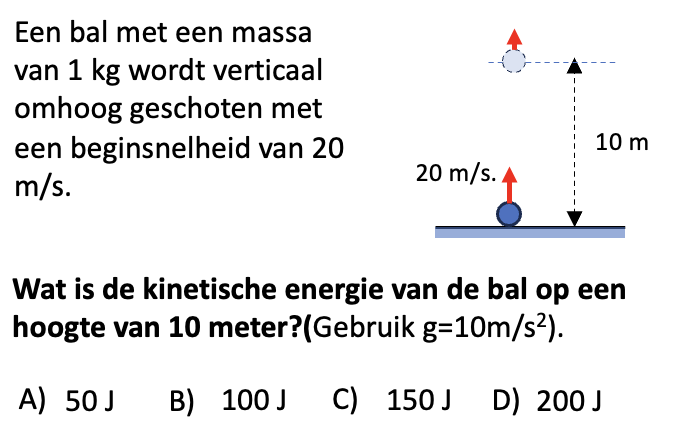 Een bal met een massa
van 1 kg wordt verticaal
omhoog geschoten met
een beginsnelheid van 20
m/s.
10 m
20 m/s.
Wat is de kinetische energie van de bal op een
hoogte van 10 meter?(Gebruik g=10m/s²).
A) 50 J B) 100 J C) 150 J D) 200 J